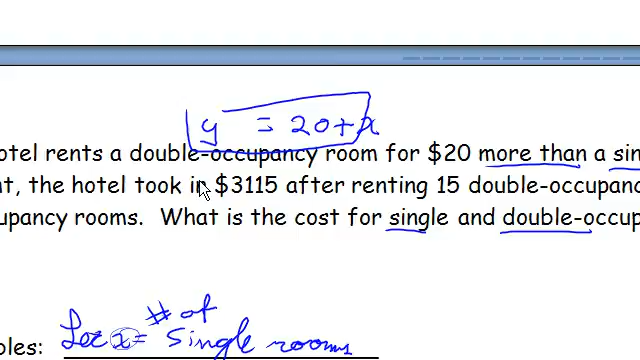 y = 20 + x
otel rents a double-occupancy room for $20 more than a sin
nt, the hotel took in $3115 after renting 15 double-occupanc
upancy rooms. What is the cost for single and double-occup
# of
Let x = single rooms
bles: